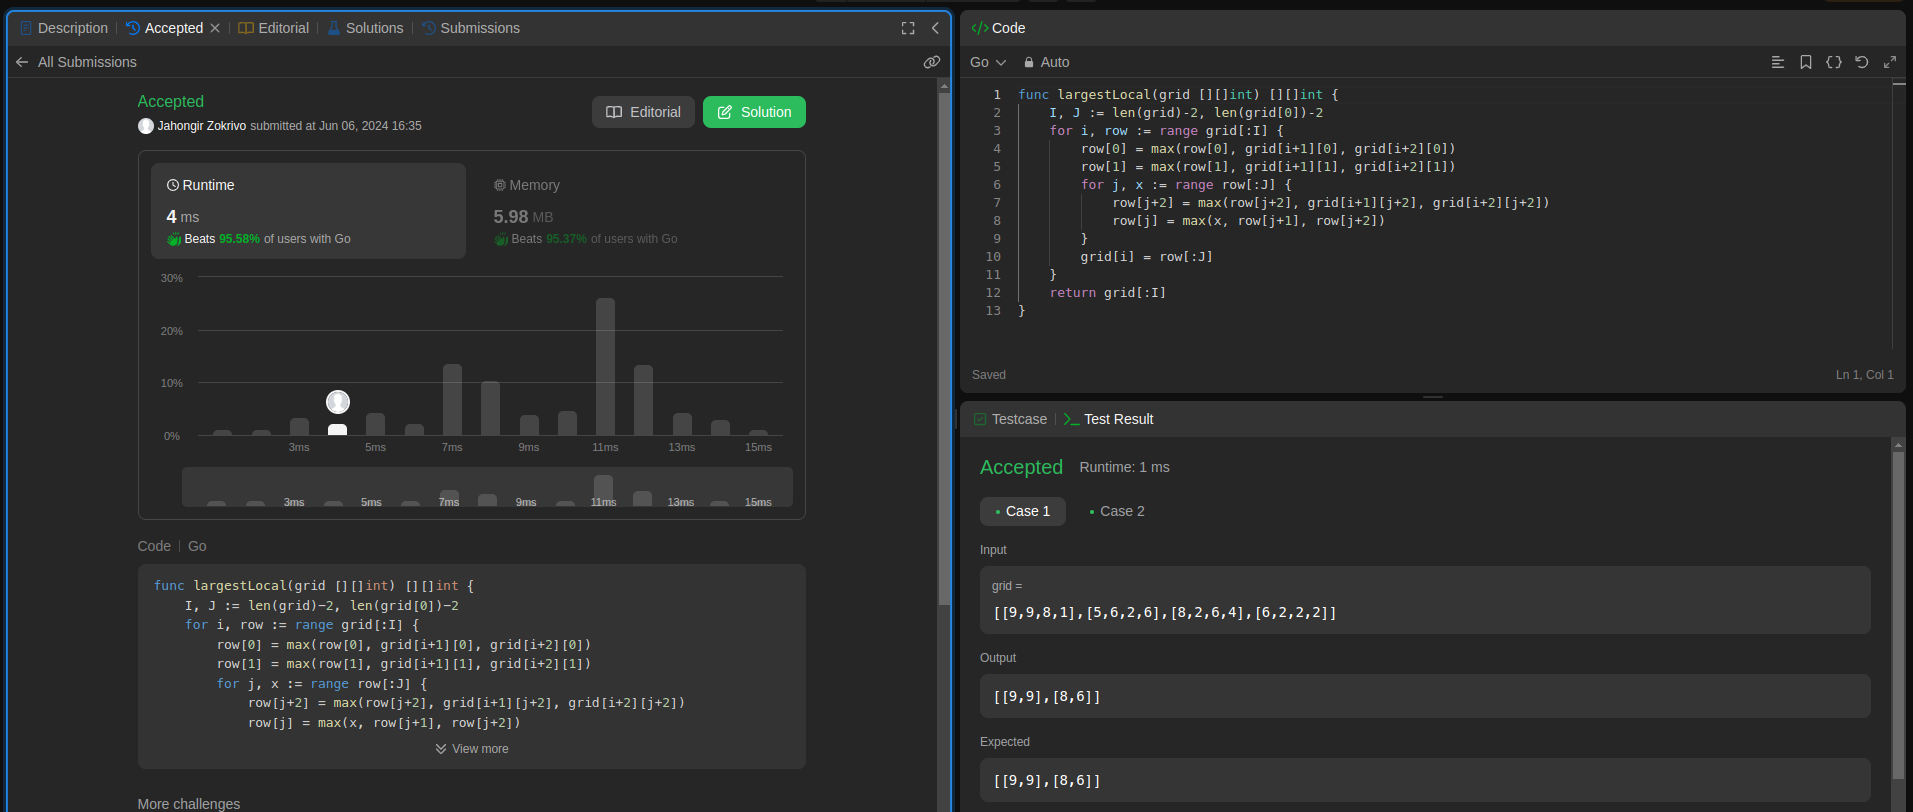 Description
Accepted
Editorial
Solutions
Submissions
All Submissions
Accepted
Jahongir Zokrivo submitted at Jun 06, 2024 16:35
Editorial
Solution
Runtime
4 ms
Beats 95.58% of users with Go
Memory
5.98 MB
Beats 95.37% of users with Go
30%
20%
10%
0%
3ms 5ms 7ms 9ms 11ms 13ms 15ms
3ms 5ms 7ms 9ms 11ms 13ms 15ms
Code | Go
func largestLocal(grid [][]int) [][]int {
    I, J := len(grid)-2, len(grid[0])-2
    for i, row := range grid[:I] {
        row[0] = max(row[0], grid[i+1][0], grid[i+2][0])
        row[1] = max(row[1], grid[i+1][1], grid[i+2][1])
        for j, x := range row[:J] {
            row[j+2] = max(row[j+2], grid[i+1][j+2], grid[i+2][j+2])
            row[j] = max(x, row[j+1], row[j+2])
View more
More challenges
</> Code
Go
Auto
1 func largestLocal(grid [][]int) [][]int {
2     I, J := len(grid)-2, len(grid[0])-2
3     for i, row := range grid[:I] {
4         row[0] = max(row[0], grid[i+1][0], grid[i+2][0])
5         row[1] = max(row[1], grid[i+1][1], grid[i+2][1])
6         for j, x := range row[:J] {
7             row[j+2] = max(row[j+2], grid[i+1][j+2], grid[i+2][j+2])
8             row[j] = max(x, row[j+1], row[j+2])
9         }
10         grid[i] = row[:J]
11     }
12     return grid[:I]
13 }
Saved
Ln 1, Col 1
Testcase
Test Result
Accepted
Runtime: 1 ms
Case 1
Case 2
Input
grid =
[[9,9,8,1],[5,6,2,6],[8,2,6,4],[6,2,2,2]]
Output
[[9,9],[8,6]]
Expected
[[9,9],[8,6]]